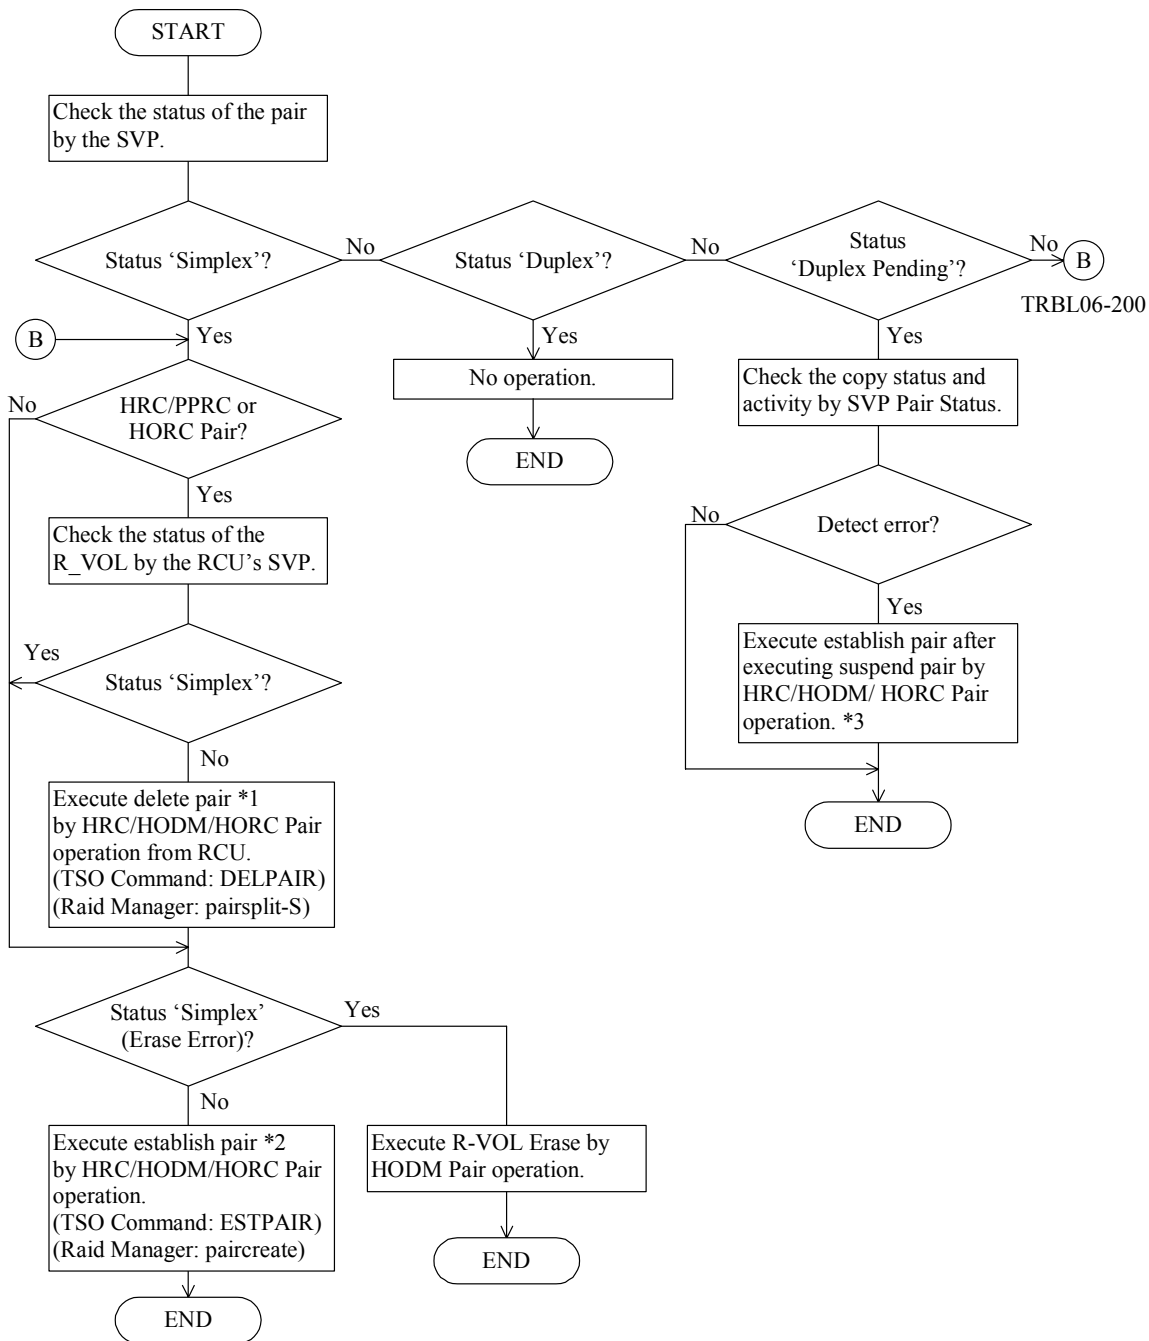 START
Check the status of the pair
by the SVP.
Status ‘Simplex’?
No
Status ‘Duplex’?
No
Status
‘Duplex Pending’?
No
B
TRBL06-200
B
Yes
Yes
Yes
No operation.
END
Check the copy status and
activity by SVP Pair Status.
No
HRC/PPRC or
HORC Pair?
Yes
Check the status of the
R_VOL by the RCU’s SVP.
No
Detect error?
Yes
Execute establish pair after
executing suspend pair by
HRC/HODM/ HORC Pair
operation. *3
END
Yes
Status ‘Simplex’?
No
Execute delete pair *1
by HRC/HODM/HORC Pair
operation from RCU.
(TSO Command: DELPAIR)
(Raid Manager: pairsplit-S)
Status ‘Simplex’
(Erase Error)?
Yes
No
Execute establish pair *2
by HRC/HODM/HORC Pair
operation.
(TSO Command: ESTPAIR)
(Raid Manager: paircreate)
END
Execute R-VOL Erase by
HODM Pair operation.
END